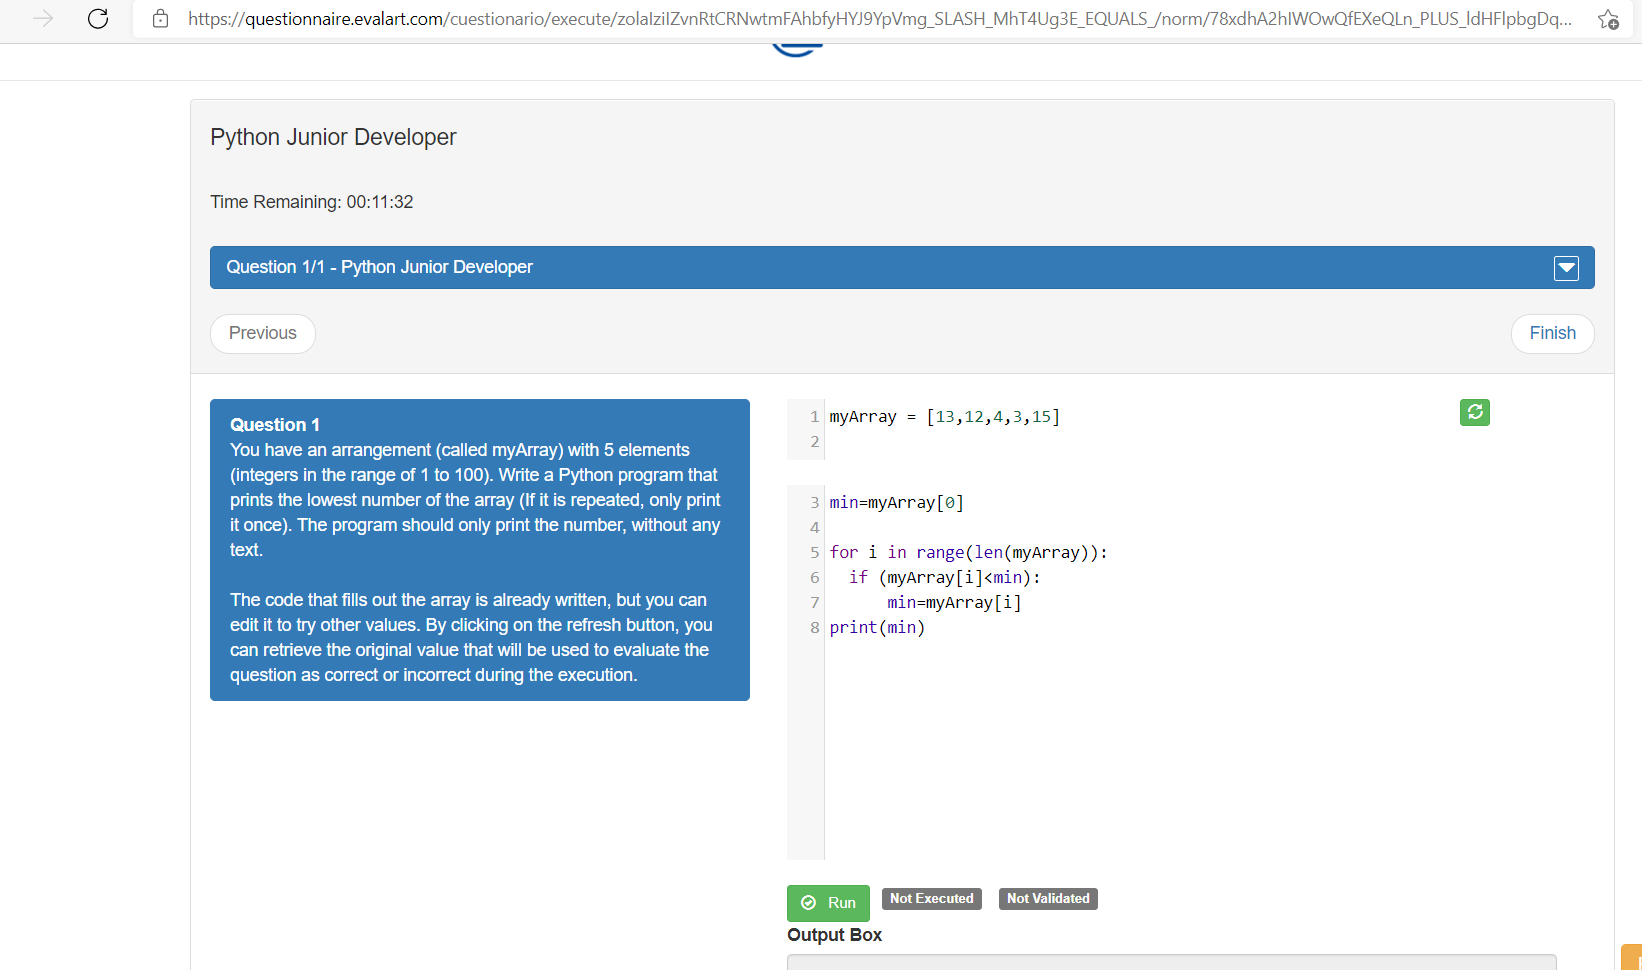 https://questionnaire.evalart.com/cuestionario/execute/zolaIziIZvnRtCRNwtmFAhbfyHYJ9YpVmg_SLASH_MhT4Ug3E_EQUALS_/norm/78xdhA2hIWOwQfEXeQLn_PLUS_ldHFlpbgDq...
Python Junior Developer
Time Remaining: 00:11:32
Question 1/1 - Python Junior Developer
Previous
Finish
Question 1
You have an arrangement (called myArray) with 5 elements
(integers in the range of 1 to 100). Write a Python program that
prints the lowest number of the array (If it is repeated, only print
it once). The program should only print the number, without any
text.
The code that fills out the array is already written, but you can
edit it to try other values. By clicking on the refresh button, you
can retrieve the original value that will be used to evaluate the
question as correct or incorrect during the execution.
1 myArray = [13,12,4,3,15]
2
3 min=myArray[0]
4
5 for i in range(len(myArray)):
6   if (myArray[i]<min):
7       min=myArray[i]
8 print(min)
Run
Not Executed
Not Validated
Output Box